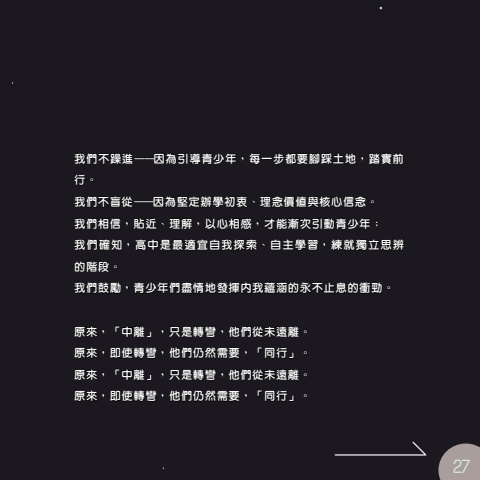 我們不躁進——因為引導青少年，每一步都要腳踩土地，踏實前
行。
我們不盲從——因為堅定辦學初衷、理念價值與核心信念。
我們相信，貼近、理解，以心相感，才能漸次引動青少年；
我們確知，高中是最適宜自我探索、自主學習，練就獨立思辨
的階段。
我們鼓勵，青少年們盡情地發揮內我蘊涵的永不止息的衝勁。
原來，「中離」，只是轉彎，他們從未遠離。
原來，即使轉彎，他們仍然需要，「同行」。
原來，「中離」，只是轉彎，他們從未遠離。
原來，即使轉彎，他們仍然需要，「同行」。
27